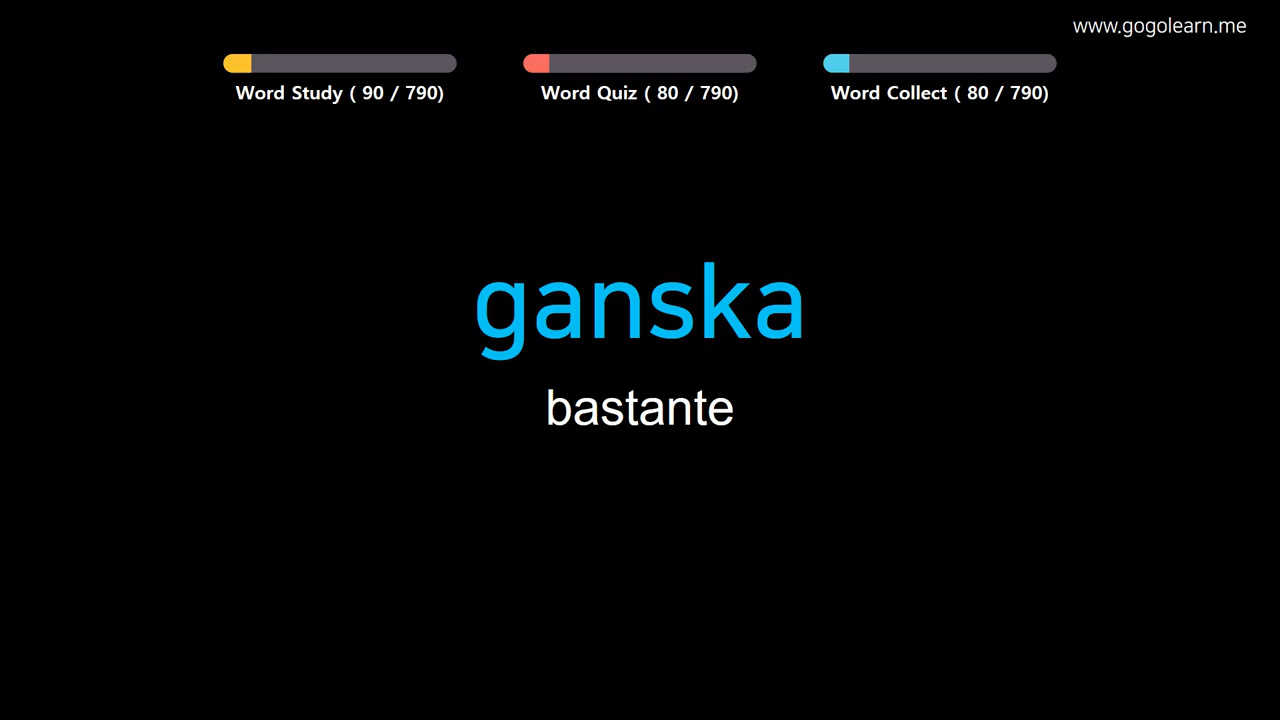 www.gogolearn.me
Word Study ( 90 / 790)
Word Quiz ( 80 / 790)
Word Collect ( 80 / 790)
ganska
bastante